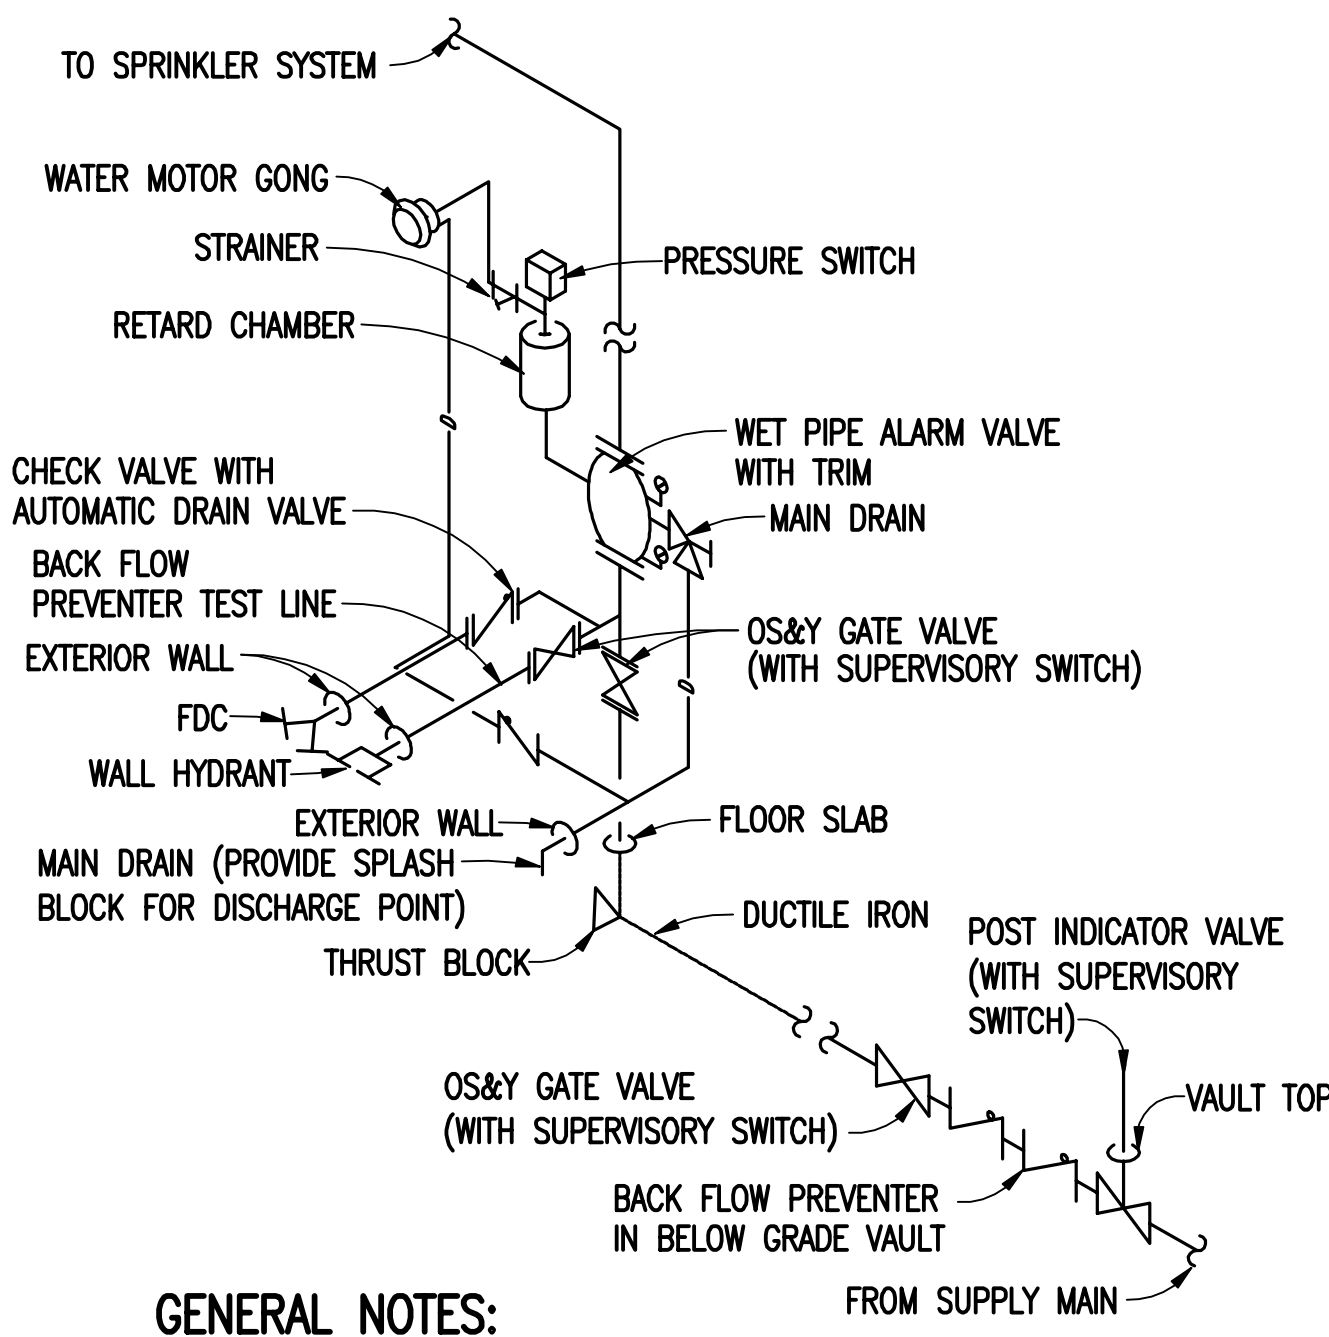 TO SPRINKLER SYSTEM
WATER MOTOR GONG
STRAINER
PRESSURE SWITCH
RETARD CHAMBER
WET PIPE ALARM VALVE
WITH TRIM
CHECK VALVE WITH
AUTOMATIC DRAIN VALVE
MAIN DRAIN
BACK FLOW
PREVENTER TEST LINE
OS&Y GATE VALVE
(WITH SUPERVISORY SWITCH)
EXTERIOR WALL
FDC
WALL HYDRANT
EXTERIOR WALL
FLOOR SLAB
MAIN DRAIN (PROVIDE SPLASH
BLOCK FOR DISCHARGE POINT)
DUCTILE IRON
THRUST BLOCK
POST INDICATOR VALVE
(WITH SUPERVISORY
SWITCH)
OS&Y GATE VALVE
(WITH SUPERVISORY SWITCH)
VAULT TOP
BACK FLOW PREVENTER
IN BELOW GRADE VAULT
FROM SUPPLY MAIN
GENERAL NOTES: